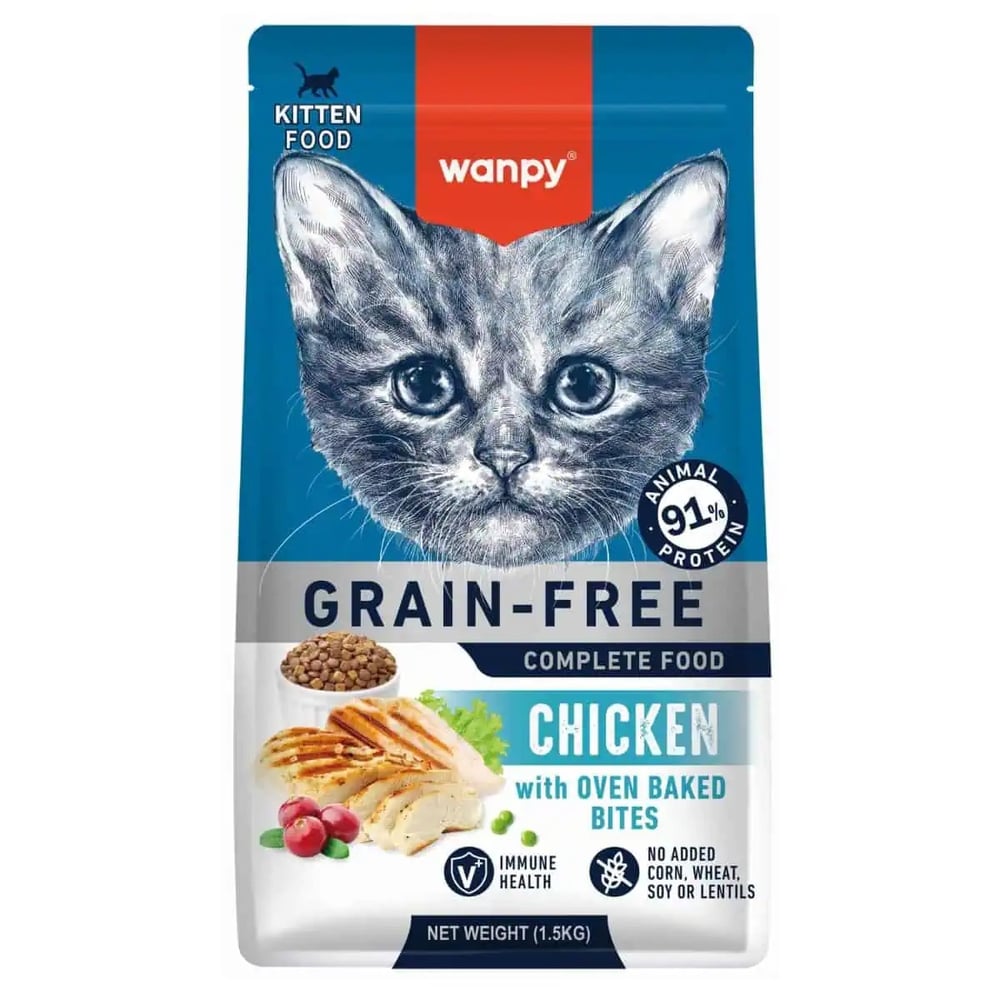 KITTEN
FOOD
wanpy®
ANIMAL
91%
PROTEIN
GRAIN-FREE
COMPLETE FOOD
CHICKEN
with OVEN BAKED
BITES
V+
IMMUNE
HEALTH
NO ADDED
CORN, WHEAT,
SOY OR LENTILS
NET WEIGHT (1.5KG)